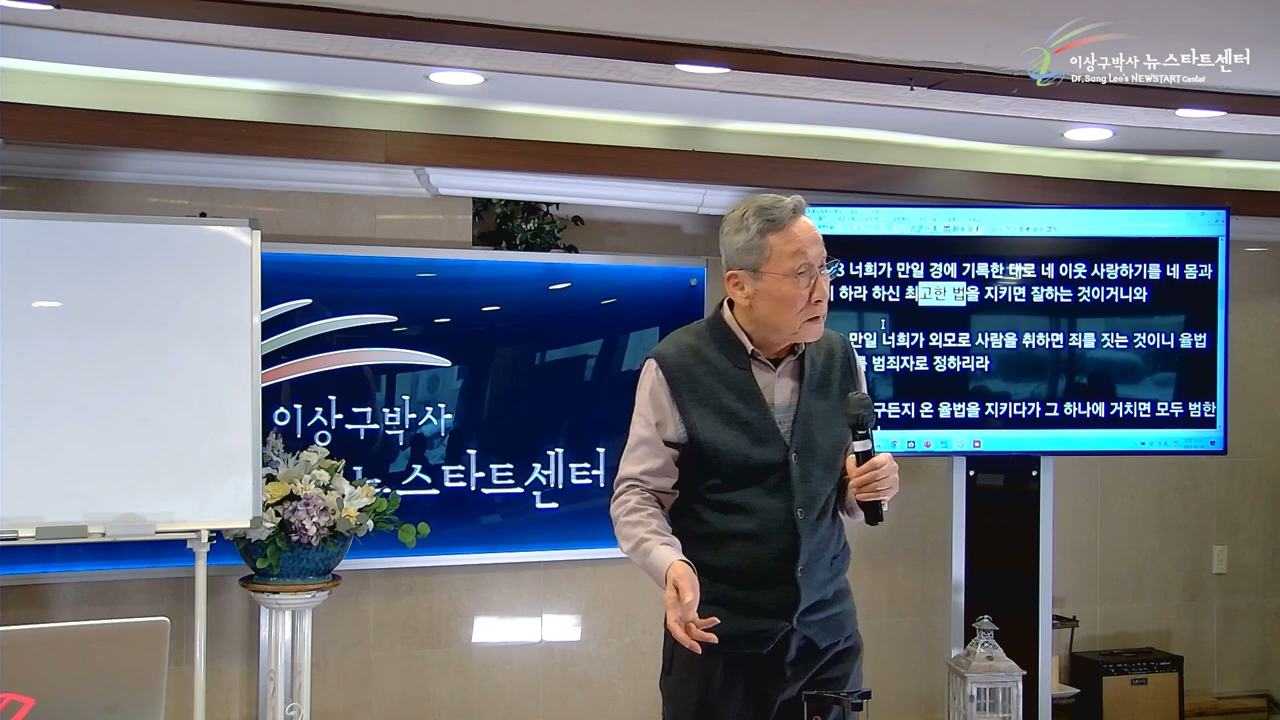 이상구박사 뉴스타트센터
Dr. Sang Lee's NEWSTART Center
3 너희가 만일 경에 기록한 대로 네 이웃 사랑하기를 네 몸과
하라 하신 최고한 법을 지키면 잘하는 것이거니와
만일 너희가 외모로 사람을 취하면 죄를 짓는 것이니 율법
범죄자로 정하리라
구든지 온 율법을 지키다가 그 하나에 거치면 모두 범한
이상구박사
뉴스타트센터